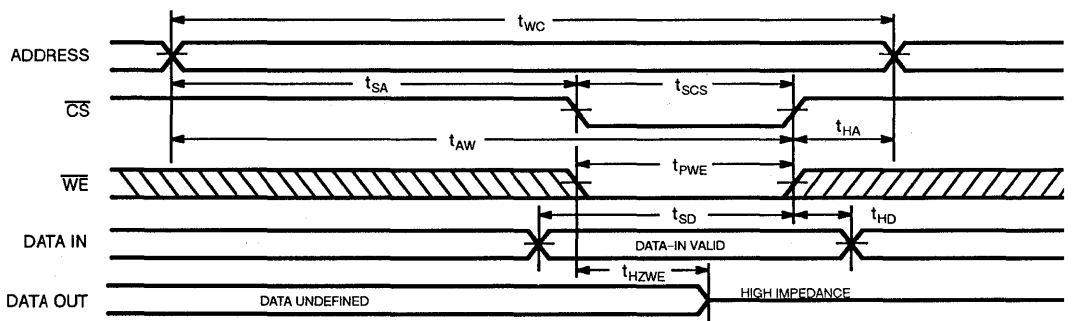 tWC
ADDRESS
tSA
tSCS
CS
tAW
tHA
tPWE
WE
tSD
tHD
DATA IN
DATA-IN VALID
tHZWE
DATA OUT
DATA UNDEFINED
HIGH IMPEDANCE